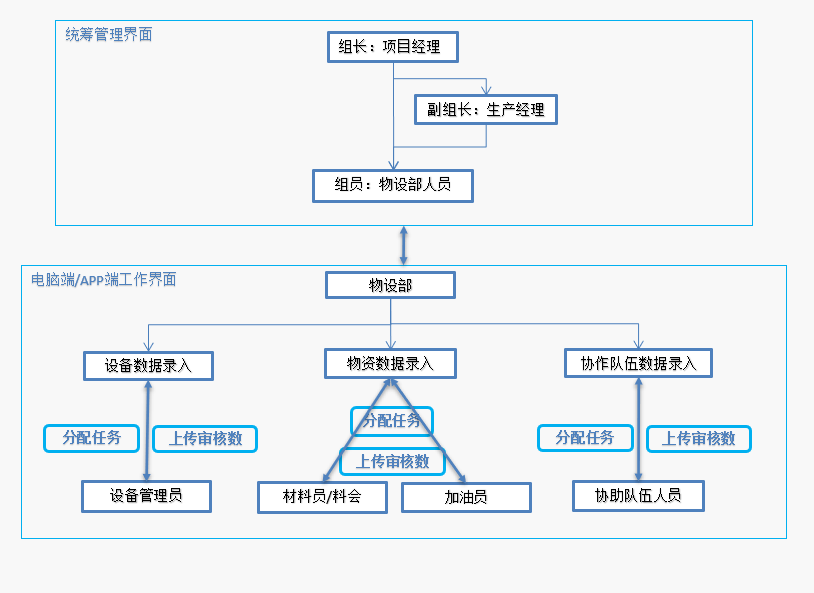 统筹管理界面
组长：项目经理
副组长：生产经理
组员：物设部人员
电脑端/APP端工作界面
物设部
设备数据录入
物资数据录入
协作队伍数据录入
分配任务
上传审核数
分配任务
上传审核数
分配任务
上传审核数
设备管理员
材料员/料会
加油员
协助队伍人员